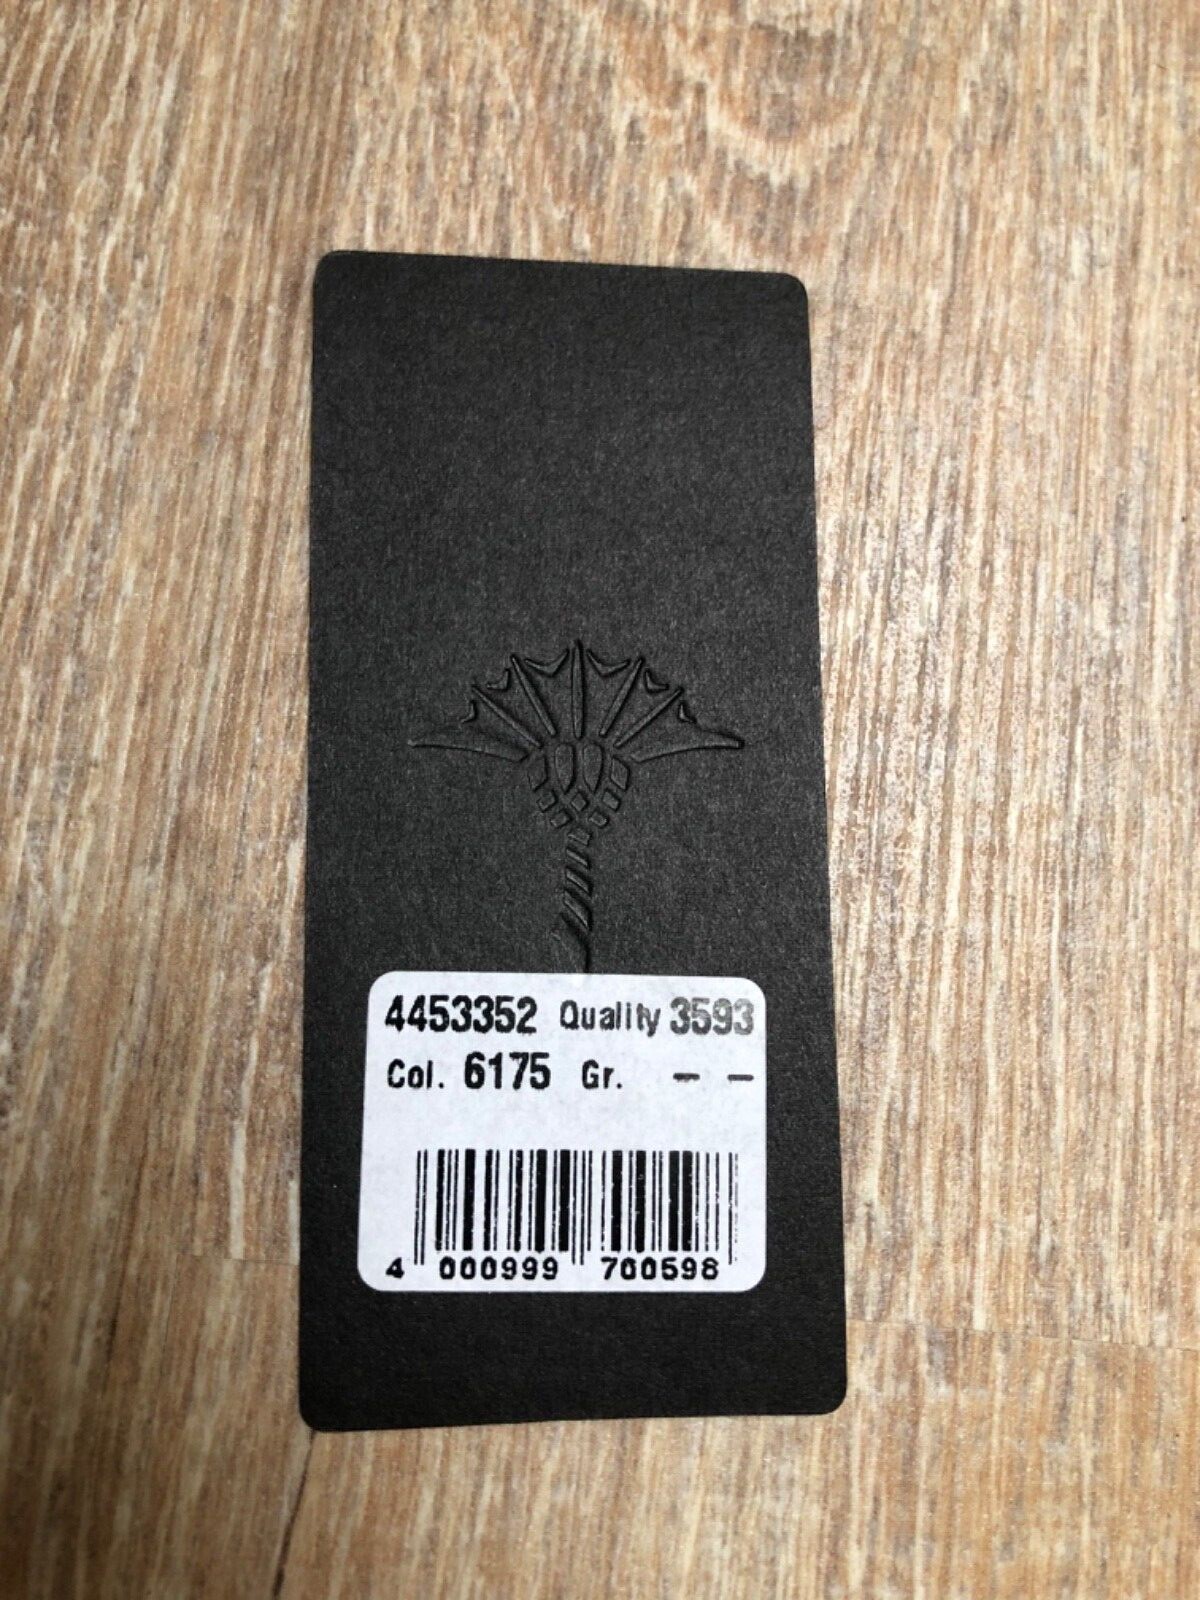 4453352 Quality 3593
Col. 6175 Gr. - -
4 000999 700598